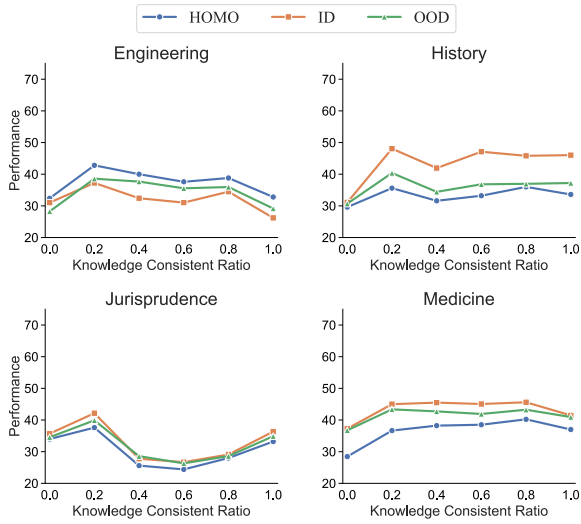 HOMO ID OOD
Engineering
History
Performance
70
60
50
40
30
20
0.0 0.2 0.4 0.6 0.8 1.0
Knowledge Consistent Ratio
70
60
50
40
30
20
0.0 0.2 0.4 0.6 0.8 1.0
Knowledge Consistent Ratio
Jurisprudence
Medicine
Performance
70
60
50
40
30
20
0.0 0.2 0.4 0.6 0.8 1.0
Knowledge Consistent Ratio
70
60
50
40
30
20
0.0 0.2 0.4 0.6 0.8 1.0
Knowledge Consistent Ratio